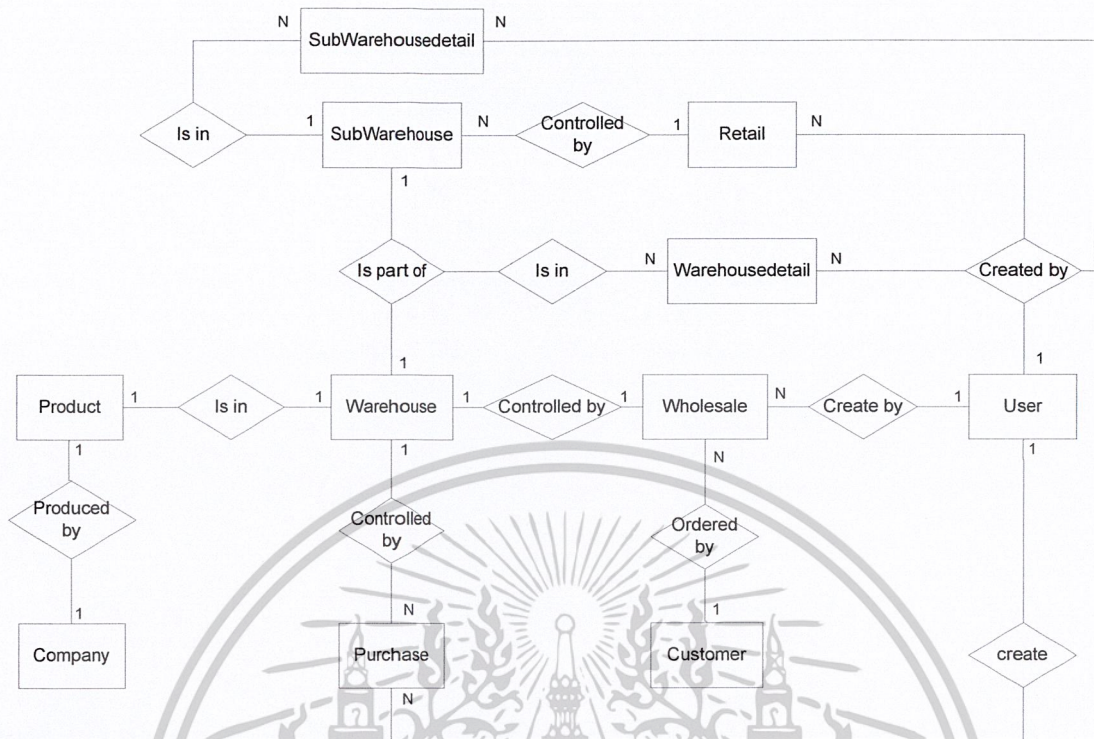 N
SubWarehousedetail
N
Is in
1
SubWarehouse
N
Controlled
by
1
Retail
N
1
Is part of
Is in
N
Warehousedetail
N
Created by
1
1
Product
1
Is in
1
Warehouse
1
Controlled by
1
Wholesale
N
Create by
1
User
1
1
N
1
Produced
by
Controlled
by
Ordered
by
1
N
1
Company
Purchase
Customer
create
N